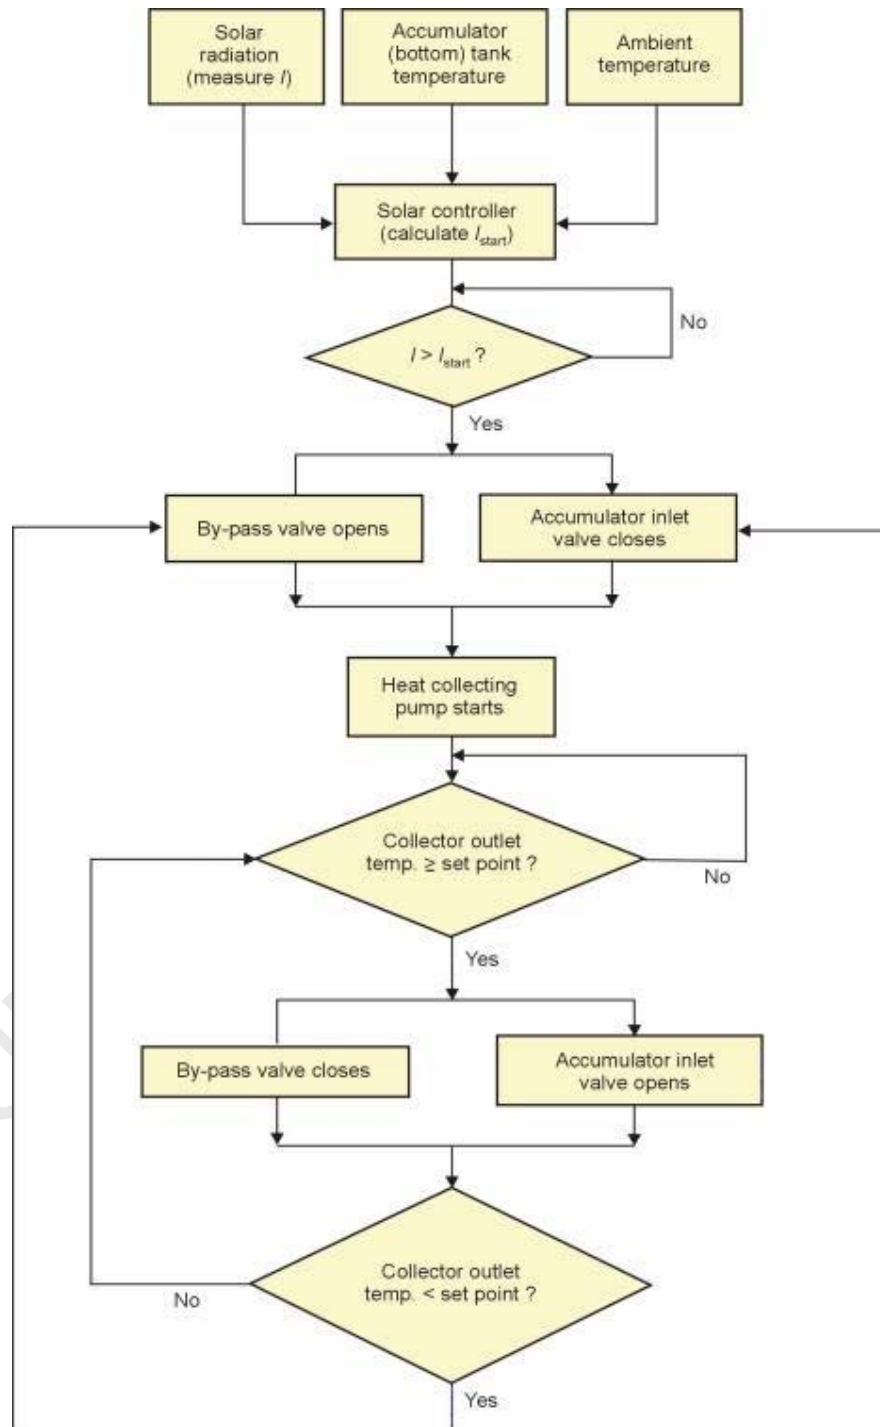 Solar
radiation
(measure I)
Accumulator
(bottom) tank
temperature
Ambient
temperature
Solar controller
(calculate Istart)
I > Istart ?
No
Yes
By-pass valve opens
Accumulator inlet
valve closes
Heat collecting
pump starts
Collector outlet
temp. ≥ set point ?
No
Yes
By-pass valve closes
Accumulator inlet
valve opens
Collector outlet
temp. < set point ?
No
Yes